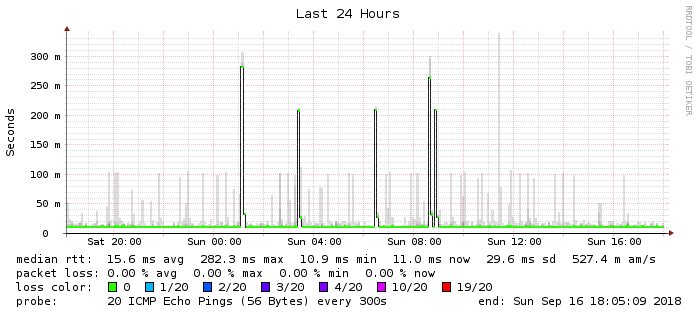 Last 24 Hours
RRDTOOL / TOBI OETIKER
Seconds
300 m
250 m
200 m
150 m
100 m
50 m
0
Sat 20:00 Sun 00:00 Sun 04:00 Sun 08:00 Sun 12:00 Sun 16:00
median rtt: 15.6 ms avg 282.3 ms max 10.9 ms min 11.0 ms now 29.6 ms sd 527.4 m am/s
packet loss: 0.00 % avg 0.00 % max 0.00 % min 0.00 % now
loss color: 0 1/20 2/20 3/20 4/20 10/20 19/20
probe: 20 ICMP Echo Pings (56 Bytes) every 300s end: Sun Sep 16 18:05:09 2018